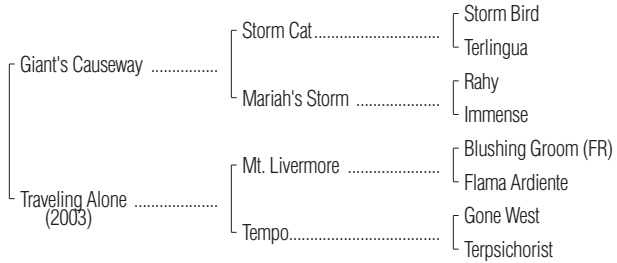 Storm Bird
Storm Cat................................
Terlingua
Giant's Causeway .................
Rahy
Mariah's Storm .....................
Immense
Blushing Groom (FR)
Mt. Livermore .......................
Flama Ardiente
Traveling Alone .....................
(2003)
Gone West
Tempo......................................
Terpsichorist